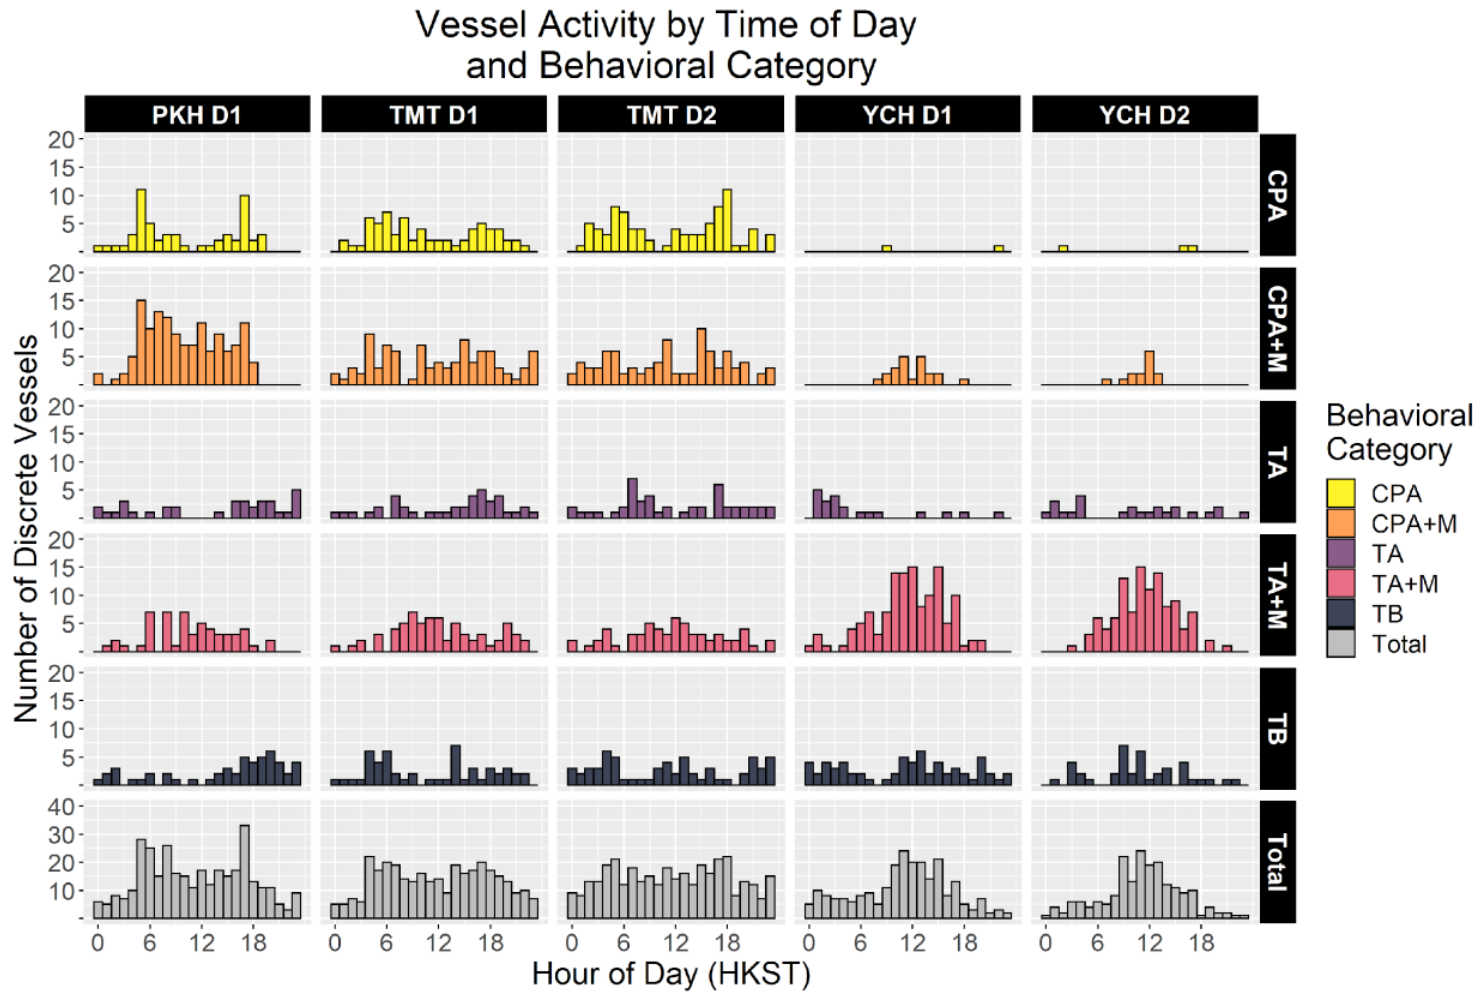 Vessel Activity by Time of Day
and Behavioral Category
PKH D1 TMT D1 TMT D2 YCH D1 YCH D2
Number of Discrete Vessels
20
15
10
5
CPA
20
15
10
5
CPA+M
20
15
10
5
TA
20
15
10
5
TA+M
20
15
10
5
TB
40
30
20
10
Total
0 6 12 18 0 6 12 18 0 6 12 18 0 6 12 18 0 6 12 18
Hour of Day (HKST)
Behavioral
Category
CPA
CPA+M
TA
TA+M
TB
Total